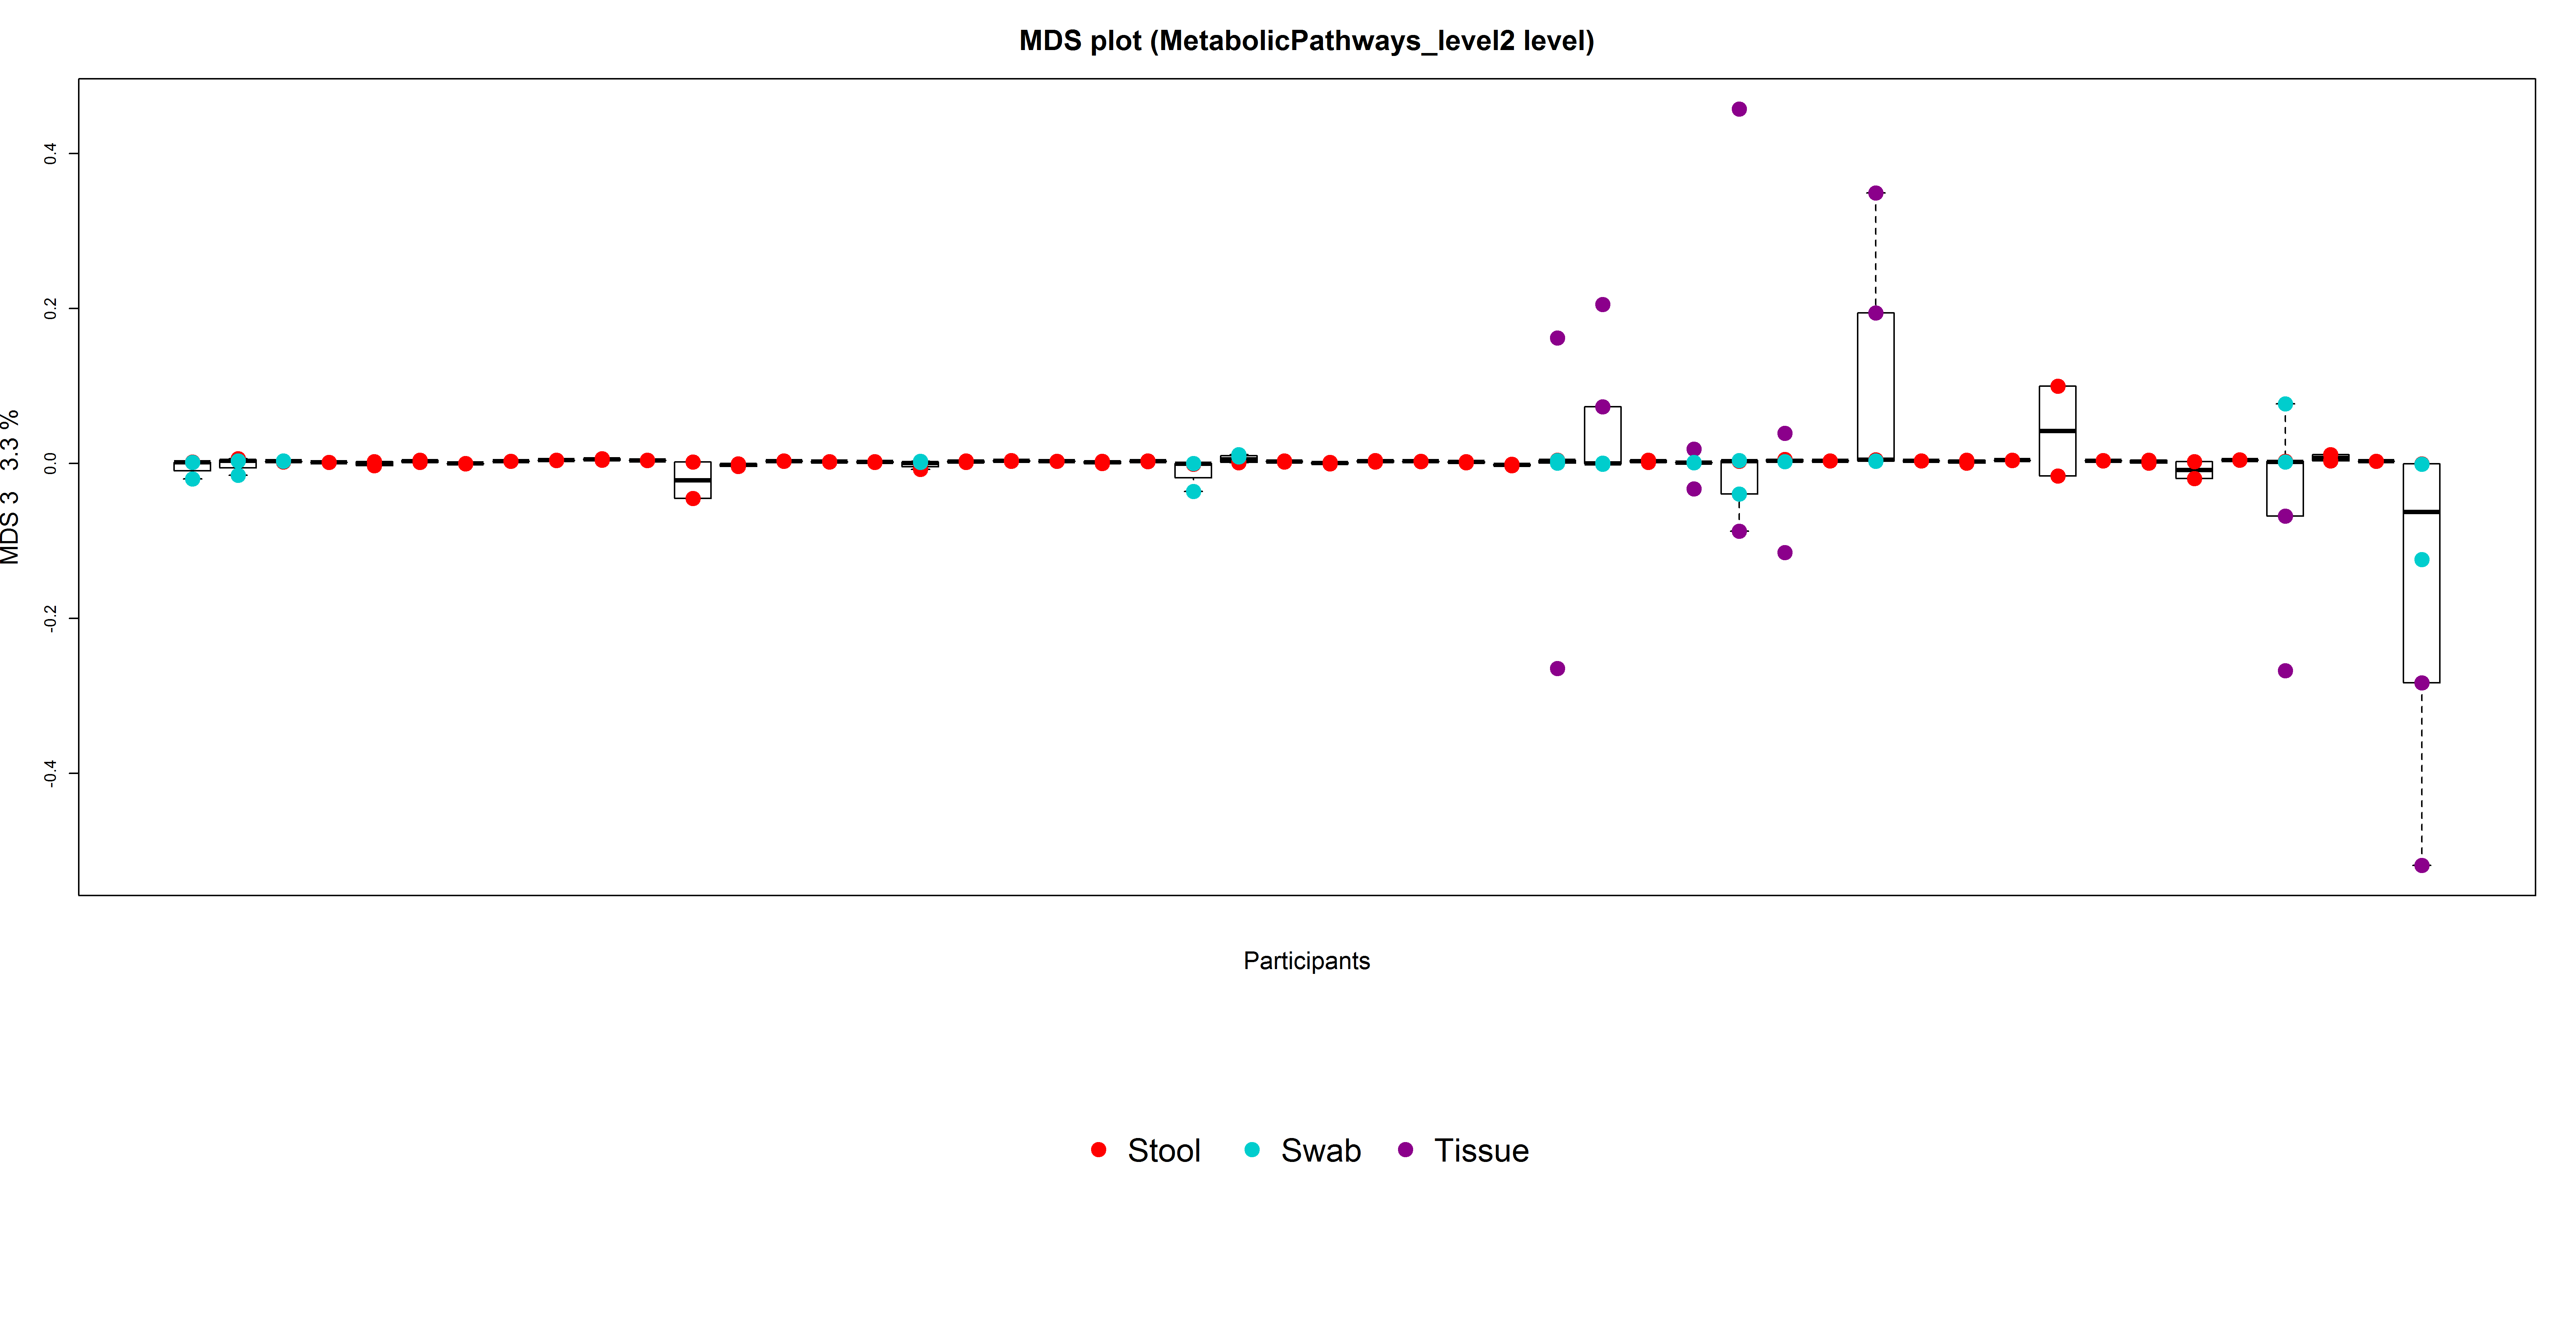 MDS plot (MetabolicPathways_level2 level)
MDS 3 3.3 %
0.4
0.2
0.0
-0.2
-0.4
Participants
Stool Swab Tissue